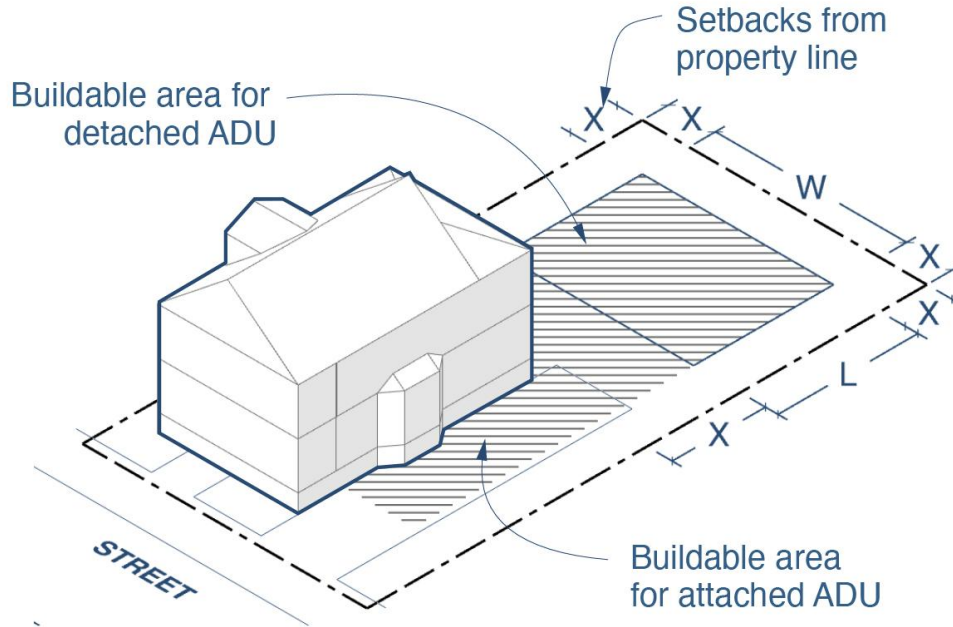 Setbacks from
property line
Buildable area for
detached ADU
X
X
W
X
X
L
X
Buildable area
for attached ADU
STREET